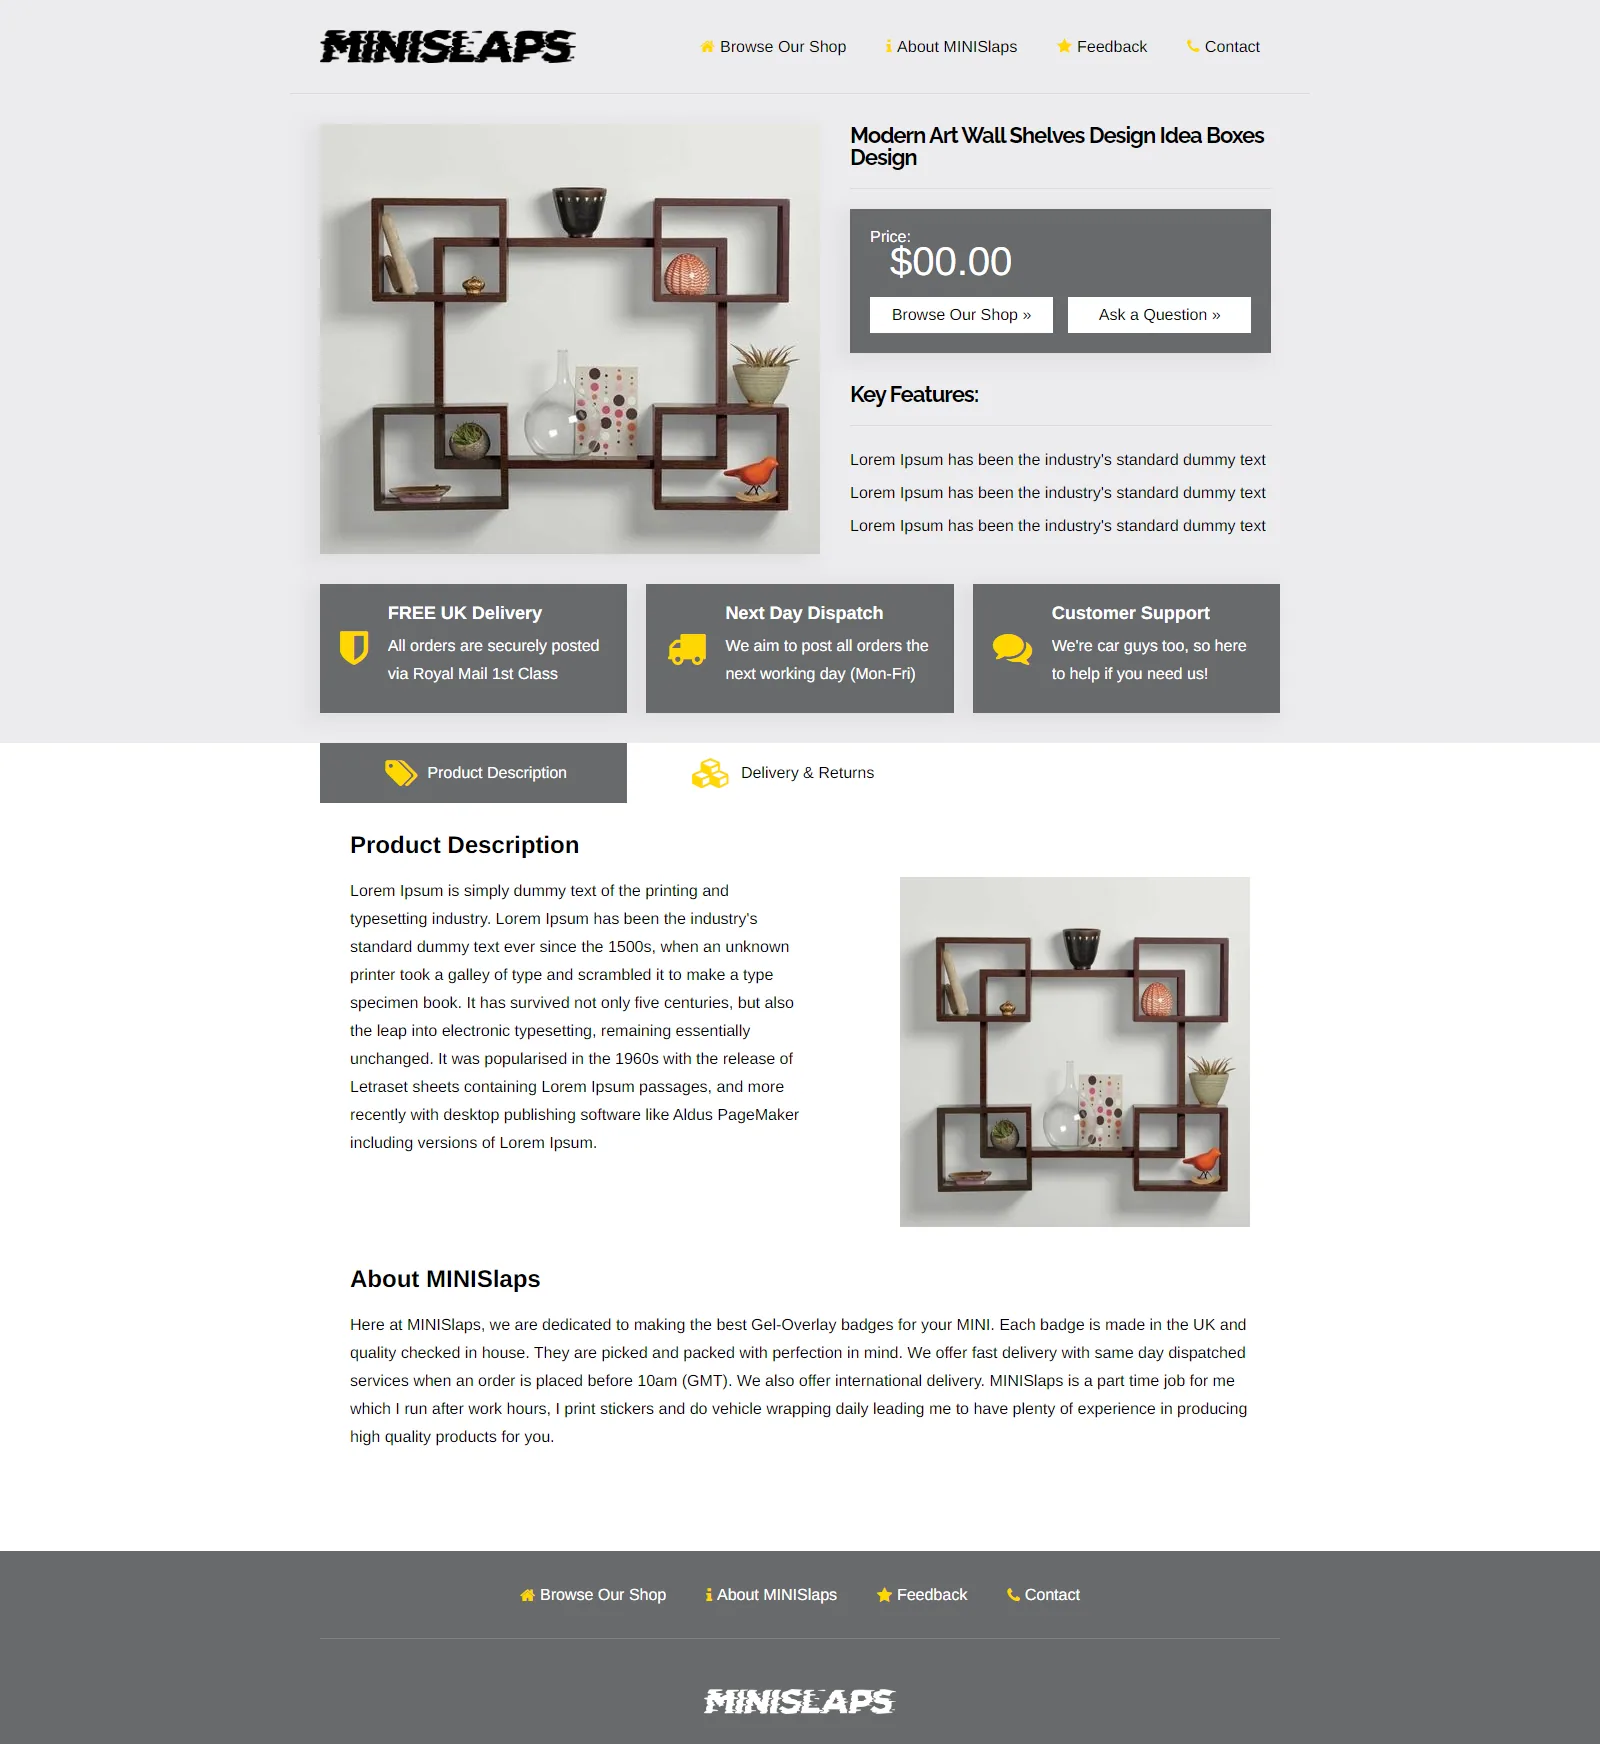 MINISLAPS
Browse Our Shop
About MINISlaps
Feedback
Contact
Modern Art Wall Shelves Design Idea Boxes
Design
Price:
$00.00
Browse Our Shop »
Ask a Question »
Key Features:
Lorem Ipsum has been the industry's standard dummy text
Lorem Ipsum has been the industry's standard dummy text
Lorem Ipsum has been the industry's standard dummy text
FREE UK Delivery
All orders are securely posted
via Royal Mail 1st Class
Next Day Dispatch
We aim to post all orders the
next working day (Mon-Fri)
Customer Support
We're car guys too, so here
to help if you need us!
Product Description
Delivery & Returns
Product Description
Lorem Ipsum is simply dummy text of the printing and
typesetting industry. Lorem Ipsum has been the industry's
standard dummy text ever since the 1500s, when an unknown
printer took a galley of type and scrambled it to make a type
specimen book. It has survived not only five centuries, but also
the leap into electronic typesetting, remaining essentially
unchanged. It was popularised in the 1960s with the release of
Letraset sheets containing Lorem Ipsum passages, and more
recently with desktop publishing software like Aldus PageMaker
including versions of Lorem Ipsum.
About MINISlaps
Here at MINISlaps, we are dedicated to making the best Gel-Overlay badges for your MINI. Each badge is made in the UK and
quality checked in house. They are picked and packed with perfection in mind. We offer fast delivery with same day dispatched
services when an order is placed before 10am (GMT). We also offer international delivery. MINISlaps is a part time job for me
which I run after work hours, I print stickers and do vehicle wrapping daily leading me to have plenty of experience in producing
high quality products for you.
Browse Our Shop
About MINISlaps
Feedback
Contact
MINISLAPS